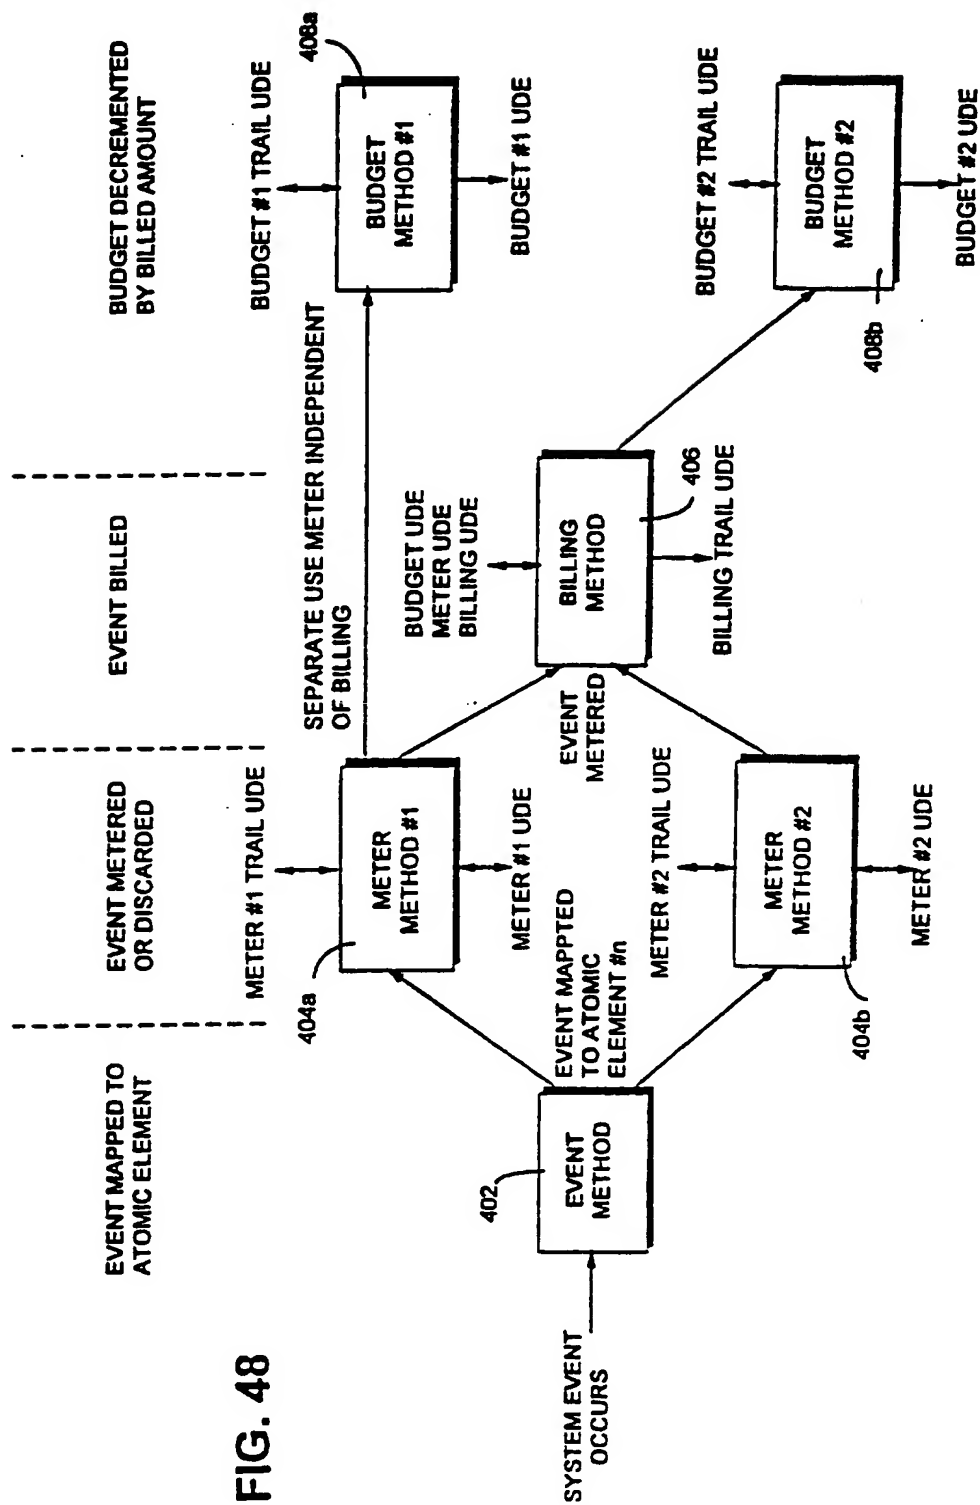 FIG. 48
EVENT MAPPED TO
ATOMIC ELEMENT
EVENT METERED
OR DISCARDED
EVENT BILLED
BUDGET DECREMENTED
BY BILLED AMOUNT
SYSTEM EVENT
OCCURS
402
EVENT
METHOD
EVENT MAPPTED
TO ATOMIC
ELEMENT #n
METER #1 TRAIL UDE
404a
METER
METHOD #1
METER #1 UDE
METER #2 TRAIL UDE
METER
METHOD #2
404b
METER #2 UDE
SEPARATE USE METER INDEPENDENT
OF BILLING
EVENT
METERED
BUDGET UDE
METER UDE
BILLING UDE
BILLING
METHOD
406
BILLING TRAIL UDE
BUDGET #1 TRAIL UDE
408a
BUDGET
METHOD #1
BUDGET #1 UDE
BUDGET #2 TRAIL UDE
BUDGET
METHOD #2
408b
BUDGET #2 UDE